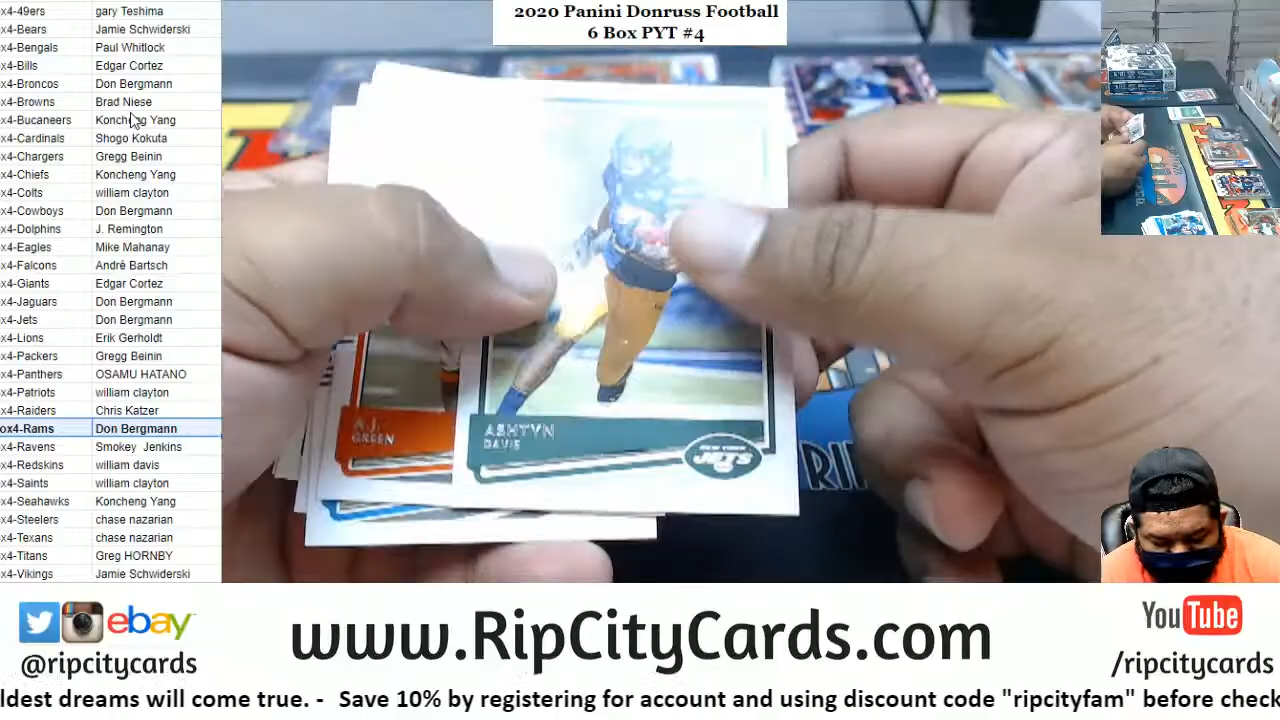 x4-49ers gary Teshima
x4-Bears Jamie Schwiderski
x4-Bengals Paul Whitlock
x4-Bills Edgar Cortez
x4-Broncos Don Bergmann
x4-Browns Brad Niese
x4-Bucaneers Koncheng Yang
x4-Cardinals Shogo Kokuta
x4-Chargers Gregg Beinin
x4-Chiefs Koncheng Yang
x4-Colts william clayton
x4-Cowboys Don Bergmann
x4-Dolphins J. Remington
x4-Eagles Mike Mahanay
x4-Falcons André Bartsch
x4-Giants Edgar Cortez
x4-Jaguars Don Bergmann
x4-Jets Don Bergmann
x4-Lions Erik Gerholdt
x4-Packers Gregg Beinin
x4-Panthers OSAMU HATANO
x4-Patriots william clayton
x4-Raiders Chris Katzer
ox4-Rams Don Bergmann
x4-Ravens Smokey Jenkins
x4-Redskins william davis
x4-Saints william clayton
x4-Seahawks Koncheng Yang
x4-Steelers chase nazarian
x4-Texans chase nazarian
x4-Titans Greg HORNBY
x4-Vikings Jamie Schwiderski
2020 Panini Donruss Football
6 Box PYT #4
A.J.
GREEN
ASHTYN
DAVIS
NEW YORK
JETS
RI
ebay
@ripcitycards
www.RipCityCards.com
YouTube
/ripcitycards
ldest dreams will come true. - Save 10% by registering for account and using discount code "ripcityfam" before check